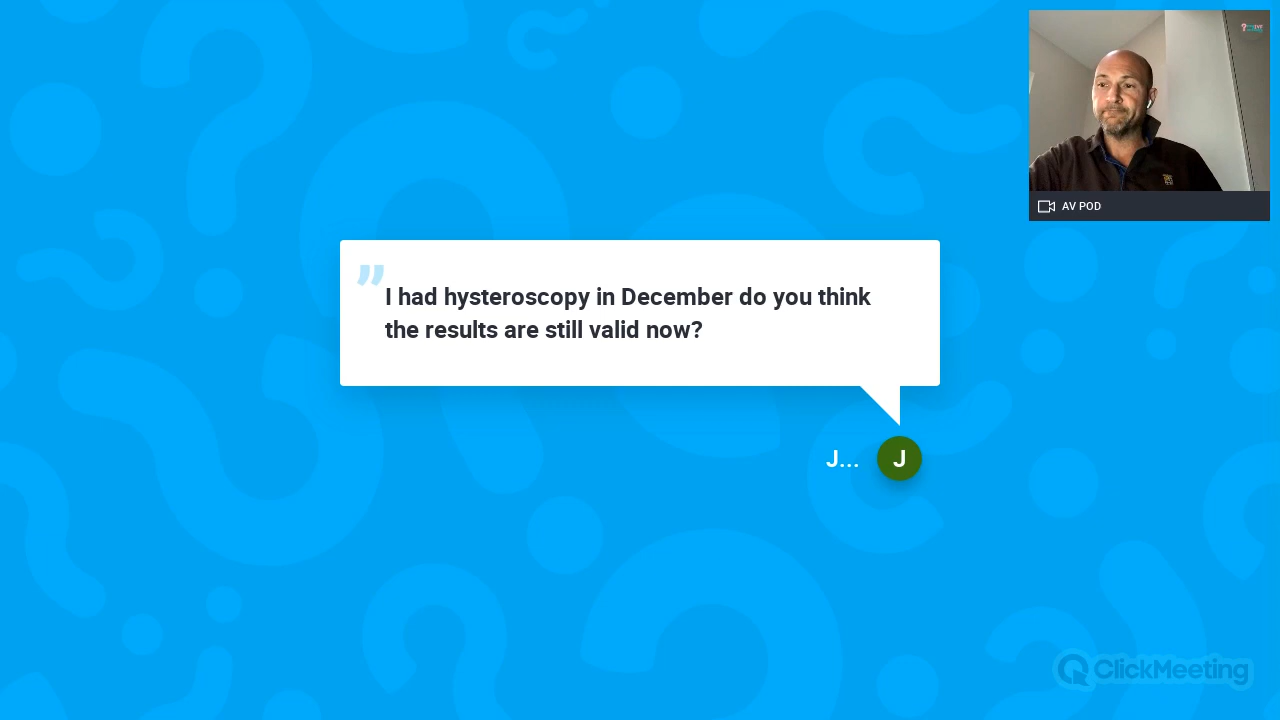 AV POD
"
I had hysteroscopy in December do you think
the results are still valid now?
J...
J
ClickMeeting